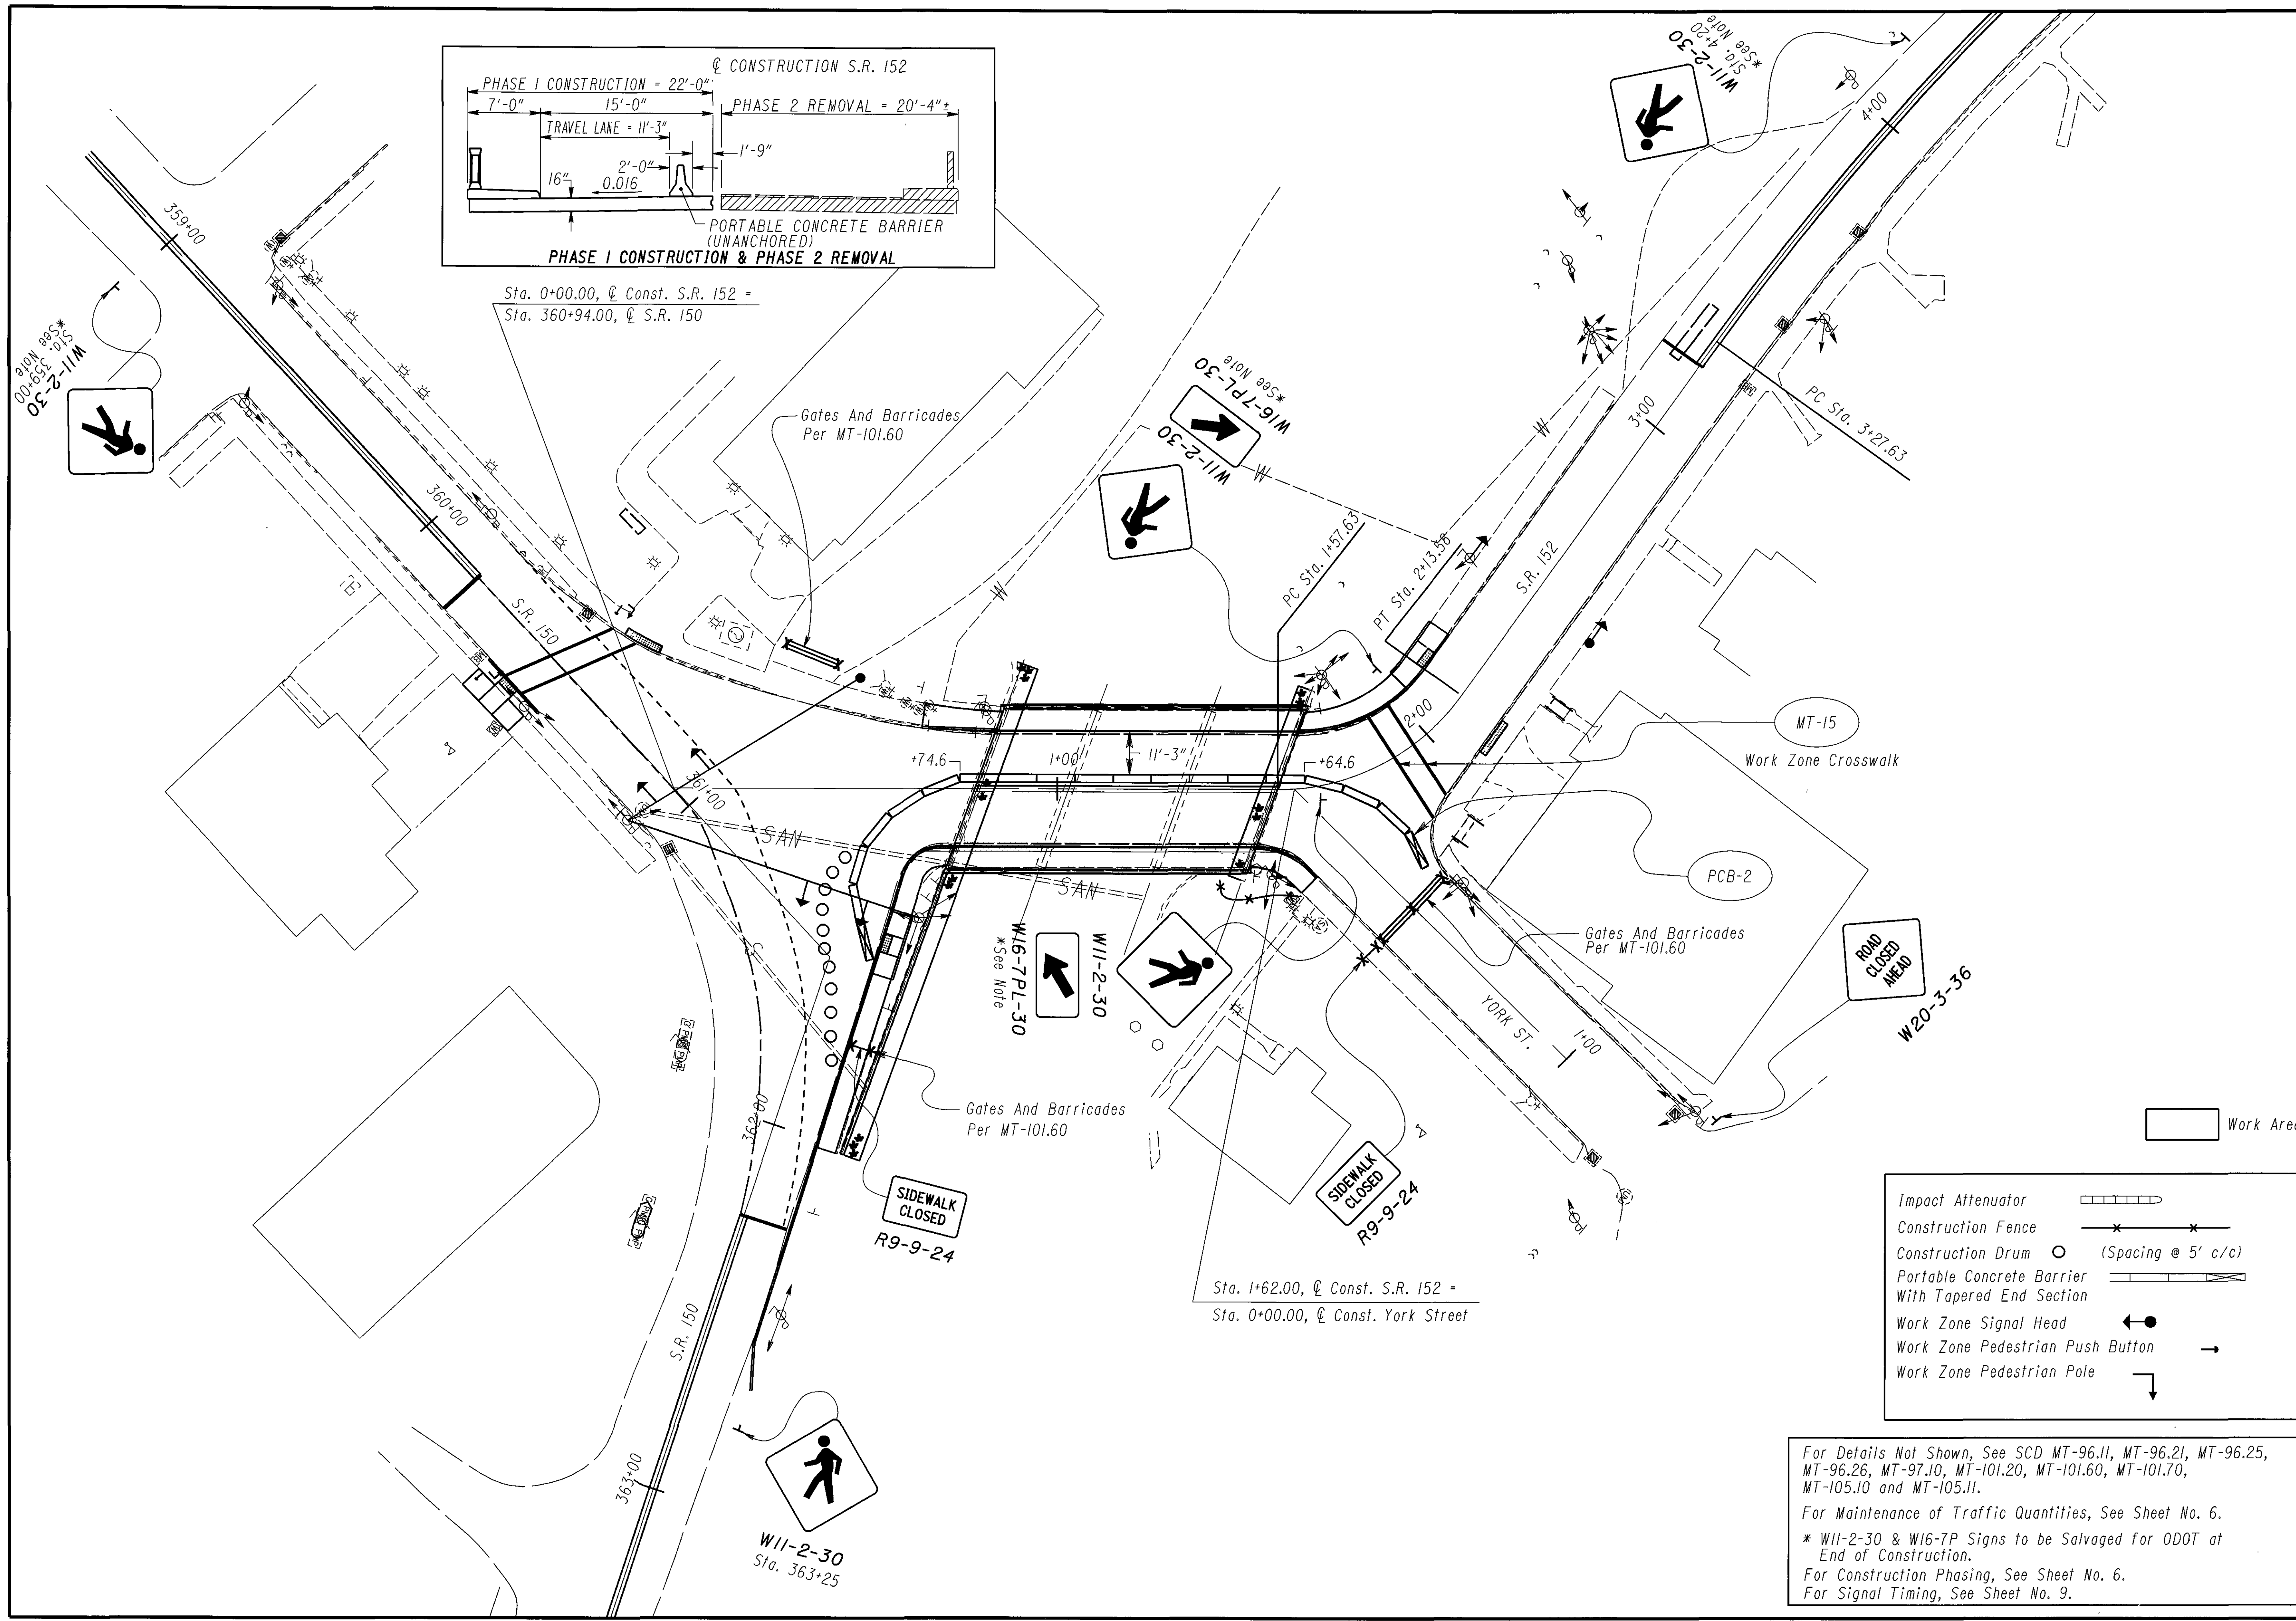 ℄ CONSTRUCTION S.R. 152
PHASE 1 CONSTRUCTION = 22'-0"
7'-0"
15'-0"
PHASE 2 REMOVAL = 20'-4"±
TRAVEL LANE = 11'-3"
1'-9"
2'-0"
16"
0.016
PORTABLE CONCRETE BARRIER
(UNANCHORED)
PHASE 1 CONSTRUCTION & PHASE 2 REMOVAL
Sta. 0+00.00, ℄ Const. S.R. 152 =
Sta. 360+94.00, ℄ S.R. 150
W11-2-30
Sta. 4+20
*See Note
4+00
359+00
W11-2-30
Sta. 359+00
*See Note
Gates And Barricades
Per MT-101.60
W16-7PL-30
*See Note
W11-2-30
W
W
W
3+00
PC Sta. 3+27.63
360+00
S.R. 150
PC Sta. 1+57.63
PT Sta. 2+13.58
S.R. 152
2+00
MT-15
Work Zone Crosswalk
+74.6
1+00
11'-3"
+64.6
361+00
SAN
SAN
PCB-2
W16-7PL-30
*See Note
W11-2-30
Gates And Barricades
Per MT-101.60
ROAD
CLOSED
AHEAD
W20-3-36
YORK ST.
1+00
362+00
Gates And Barricades
Per MT-101.60
SIDEWALK
CLOSED
R9-9-24
SIDEWALK
CLOSED
R9-9-24
Sta. 1+62.00, ℄ Const. S.R. 152 =
Sta. 0+00.00, ℄ Const. York Street
S.R. 150
363+00
W11-2-30
Sta. 363+25
Work Area
Impact Attenuator
Construction Fence
Construction Drum (Spacing @ 5' c/c)
Portable Concrete Barrier
With Tapered End Section
Work Zone Signal Head
Work Zone Pedestrian Push Button
Work Zone Pedestrian Pole
For Details Not Shown, See SCD MT-96.11, MT-96.21, MT-96.25,
MT-96.26, MT-97.10, MT-101.20, MT-101.60, MT-101.70,
MT-105.10 and MT-105.11.
For Maintenance of Traffic Quantities, See Sheet No. 6.
* W11-2-30 & W16-7P Signs to be Salvaged for ODOT at
End of Construction.
For Construction Phasing, See Sheet No. 6.
For Signal Timing, See Sheet No. 9.